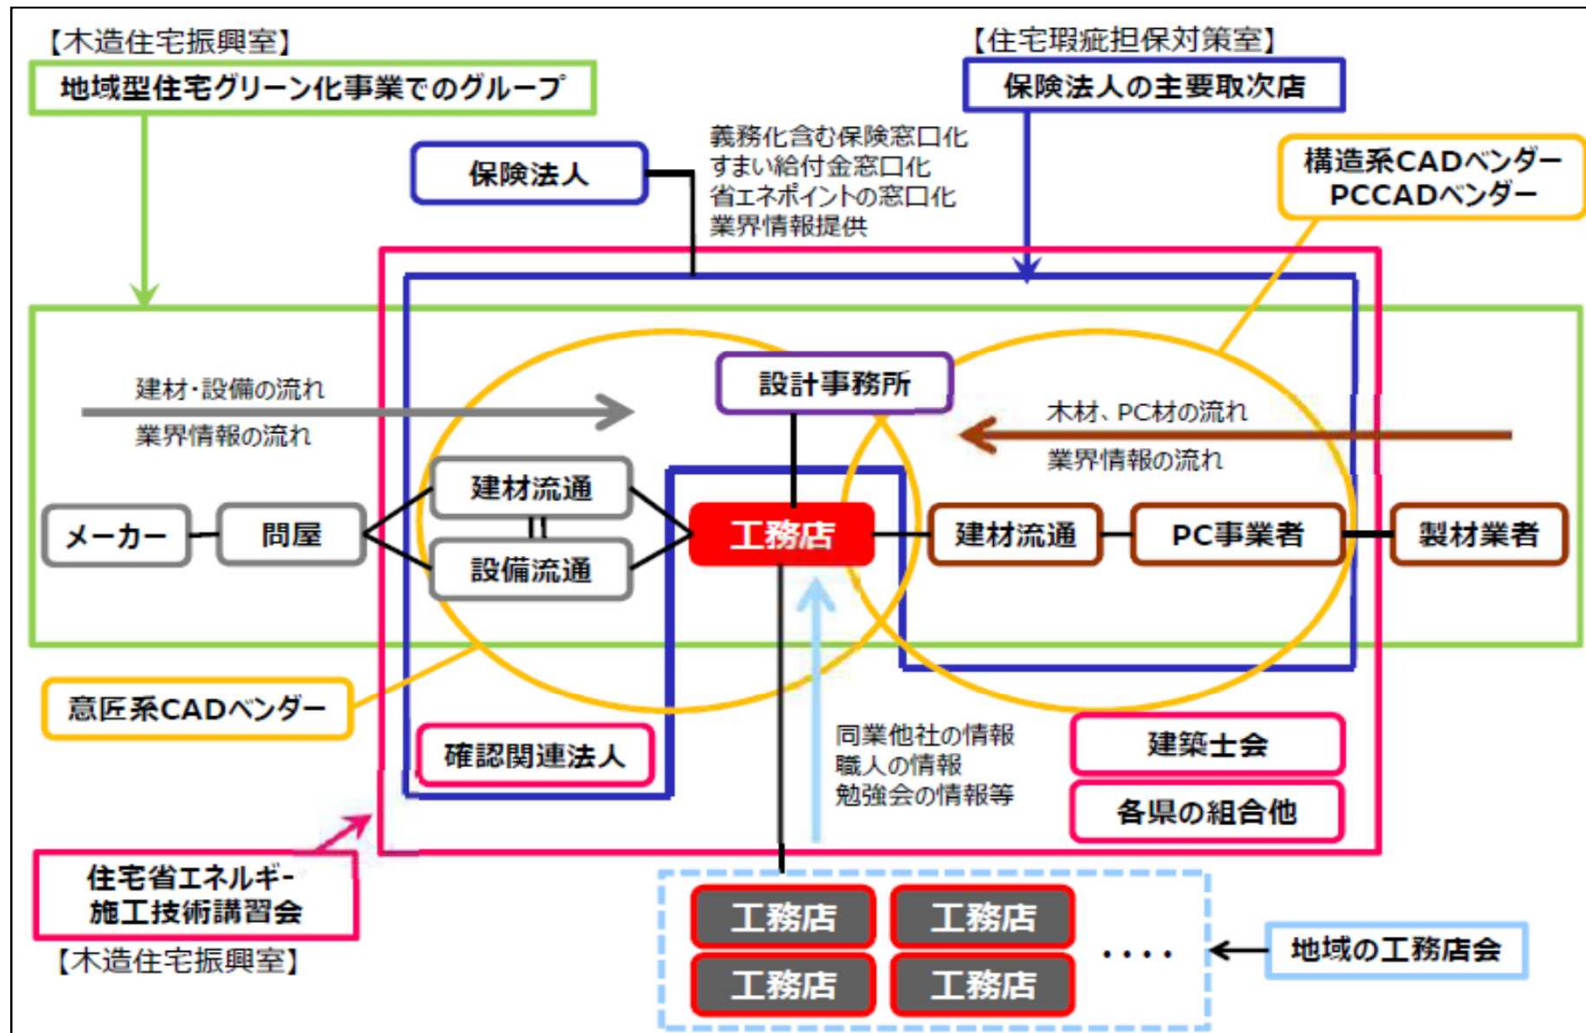 【木造住宅振興室】
地域型住宅グリーン化事業でのグループ
【住宅瑕疵担保対策室】
保険法人の主要取次店
保険法人
義務化含む保険窓口化
すまい給付金窓口化
省エネポイントの窓口化
業界情報提供
構造系CADベンダー
PCCADベンダー
建材・設備の流れ
業界情報の流れ
設計事務所
木材、PC材の流れ
業界情報の流れ
メーカー
問屋
建材流通
設備流通
工務店
建材流通
PC事業者
製材業者
意匠系CADベンダー
確認関連法人
同業他社の情報
職人の情報
勉強会の情報等
建築士会
各県の組合他
住宅省エネルギー
施工技術講習会
【木造住宅振興室】
工務店
工務店
・・・・
工務店
工務店
地域の工務店会